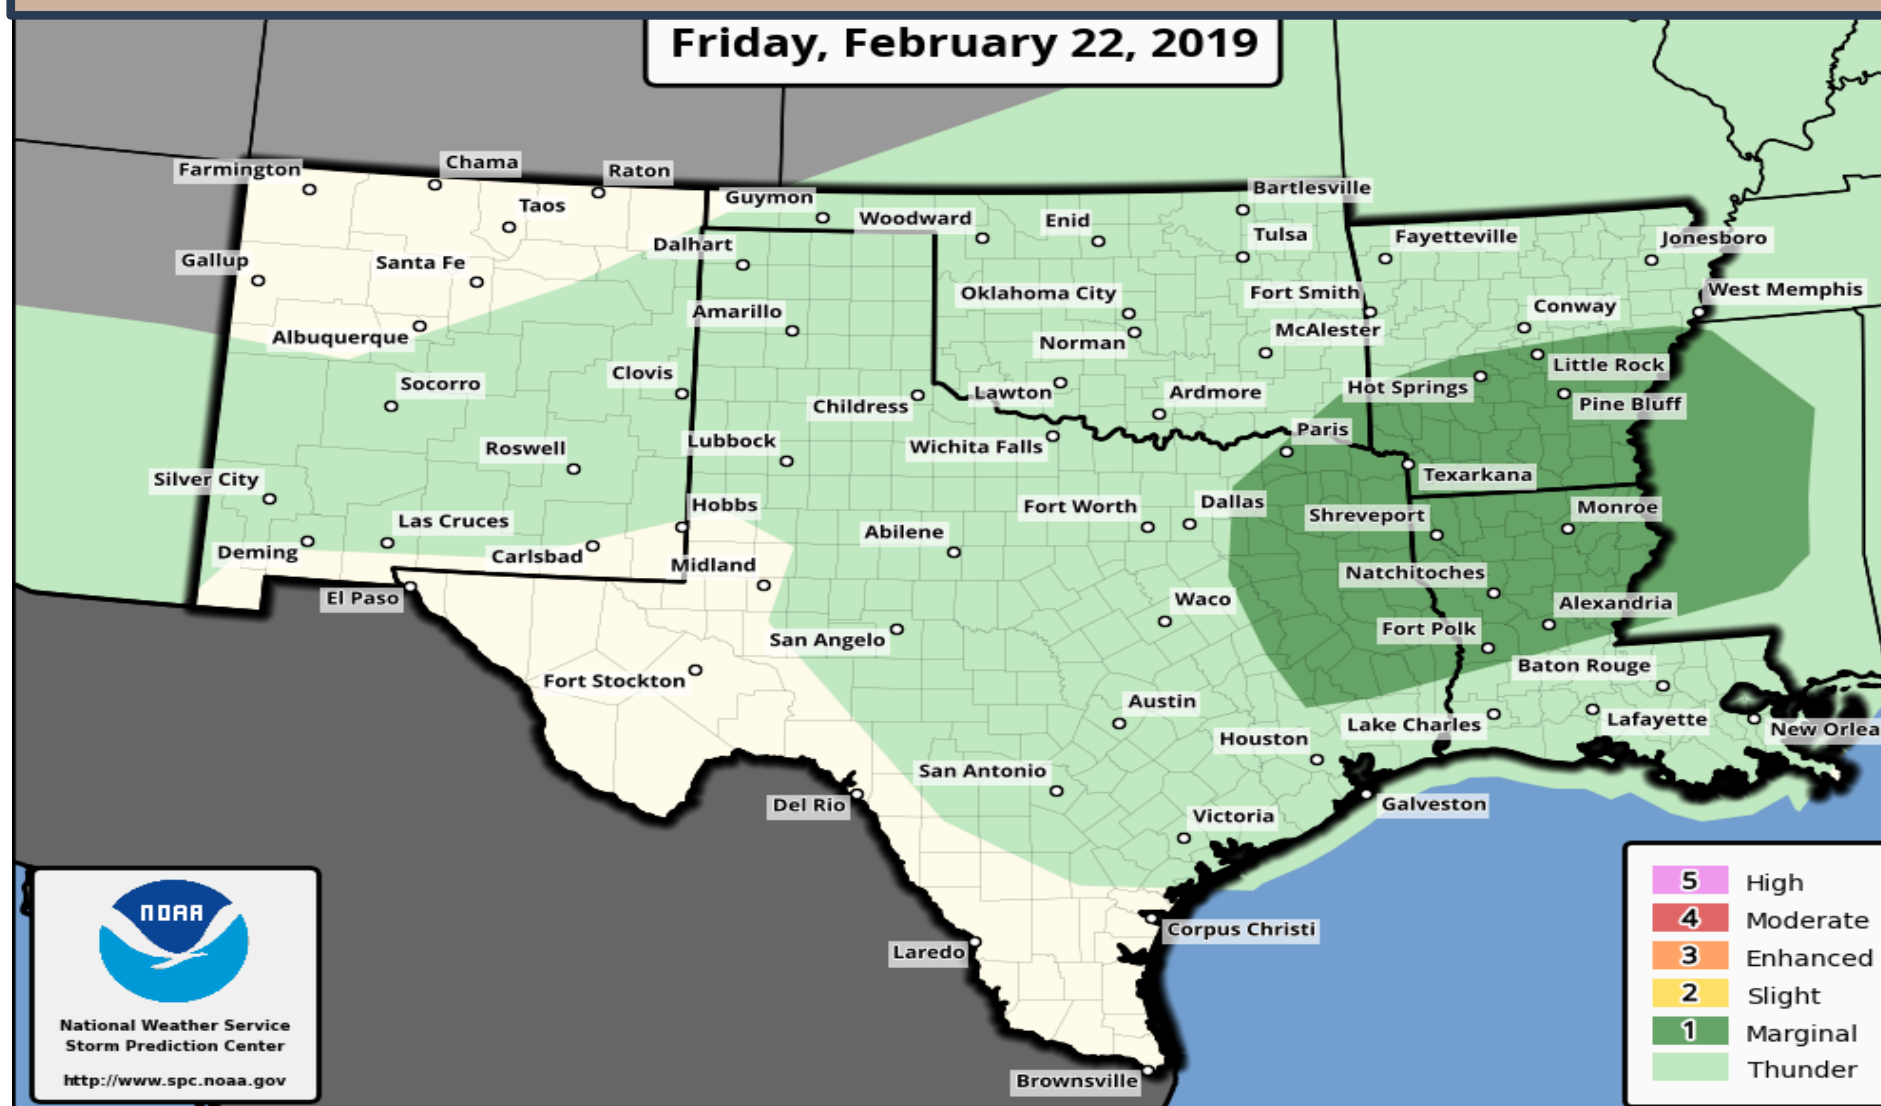 Friday, February 22, 2019
Farmington
Chama
Raton
Taos
Guymon
Bartlesville
Woodward
Enid
Tulsa
Fayetteville
Jonesboro
Gallup
Santa Fe
Dalhart
Oklahoma City
Fort Smith
West Memphis
Amarillo
Conway
Albuquerque
Norman
McAlester
Little Rock
Socorro
Clovis
Childress
Lawton
Ardmore
Hot Springs
Pine Bluff
Roswell
Lubbock
Wichita Falls
Paris
Texarkana
Silver City
Hobbs
Fort Worth
Dallas
Shreveport
Monroe
Las Cruces
Abilene
Deming
Carlsbad
Midland
Natchitoches
El Paso
Waco
Alexandria
San Angelo
Fort Polk
Fort Stockton
Baton Rouge
Austin
Lake Charles
Lafayette
New Orlea
Houston
San Antonio
Del Rio
Galveston
Victoria
Corpus Christi
Laredo
Brownsville
NOAA
National Weather Service
Storm Prediction Center
http://www.spc.noaa.gov
5 High
4 Moderate
3 Enhanced
2 Slight
1 Marginal
Thunder